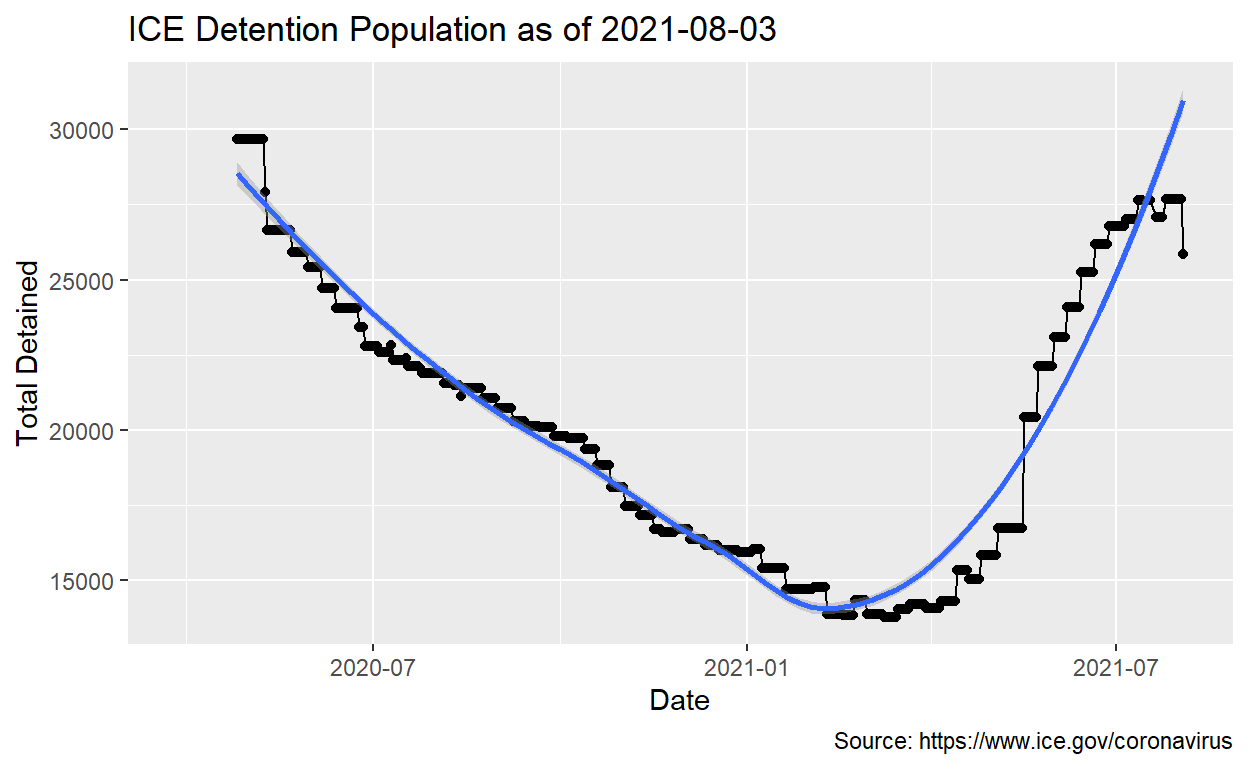 ICE Detention Population as of 2021-08-03
30000
25000
20000
15000
Total Detained
2020-07
2021-01
2021-07
Date
Source: https://www.ice.gov/coronavirus